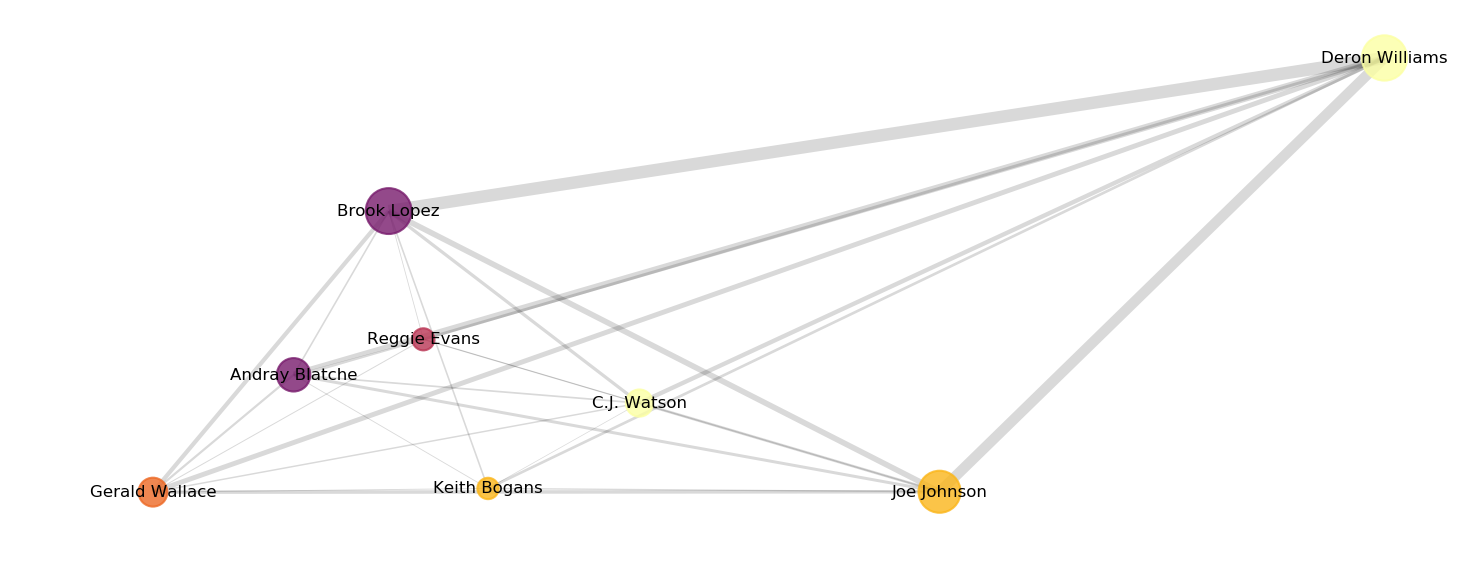 Deron Williams
Brook Lopez
Reggie Evans
Andray Blatche
C.J. Watson
Gerald Wallace
Keith Bogans
Joe Johnson